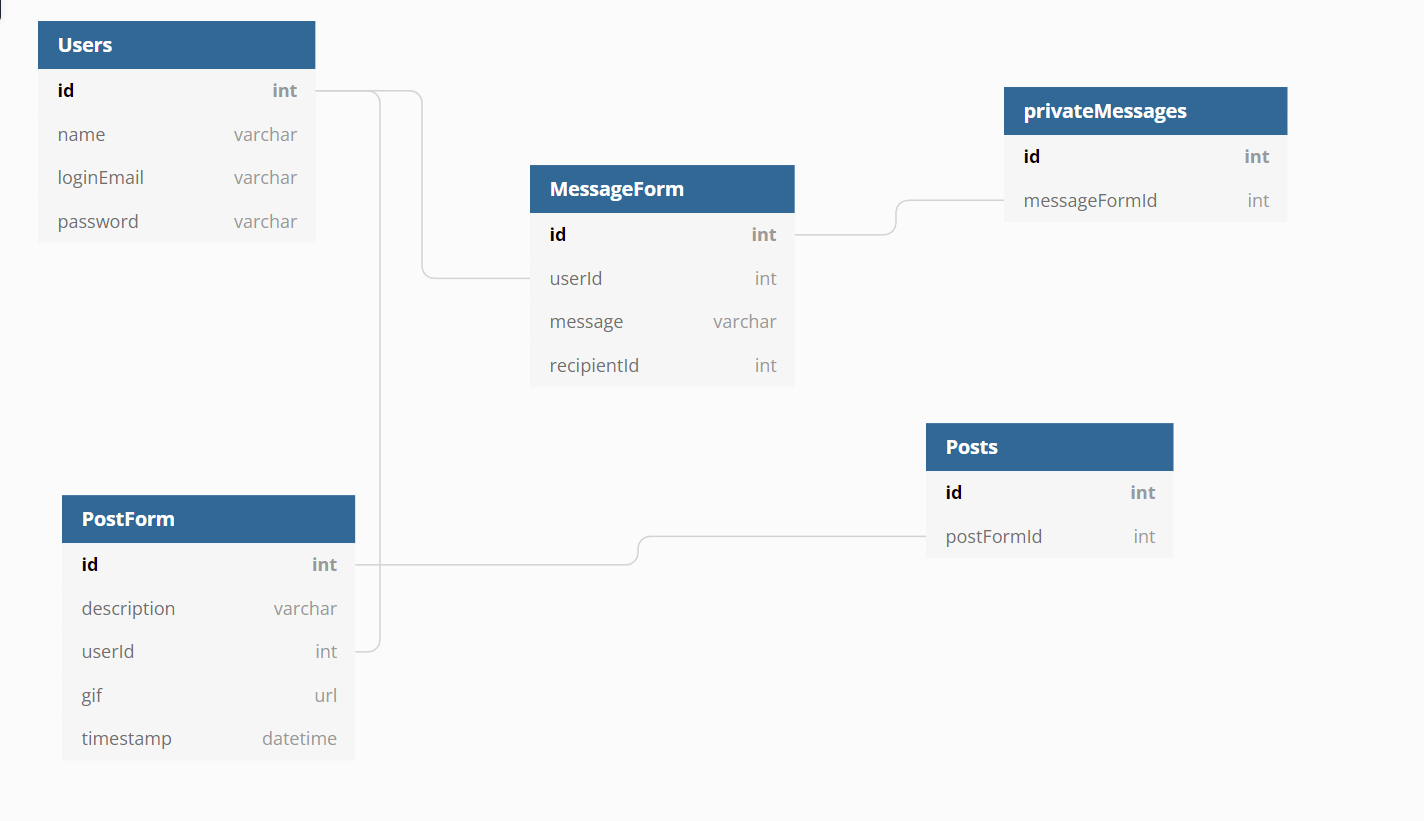 Users
id int
name varchar
loginEmail varchar
password varchar
MessageForm
id int
userId int
message varchar
recipientId int
privateMessages
id int
messageFormId int
Posts
id int
postFormId int
PostForm
id int
description varchar
userId int
gif url
timestamp datetime